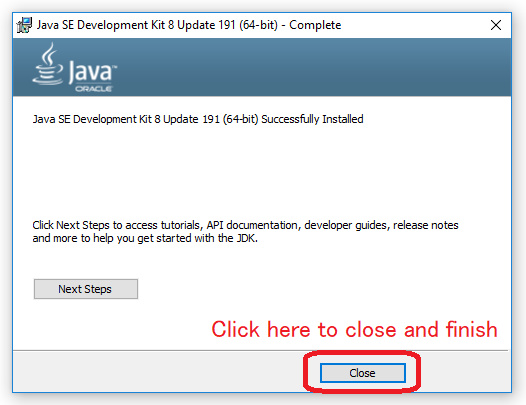 Java SE Development Kit 8 Update 191 (64-bit) - Complete
Java™
ORACLE
Java SE Development Kit 8 Update 191 (64-bit) Successfully Installed
Click Next Steps to access tutorials, API documentation, developer guides, release notes
and more to help you get started with the JDK.
Next Steps
Click here to close and finish
Close